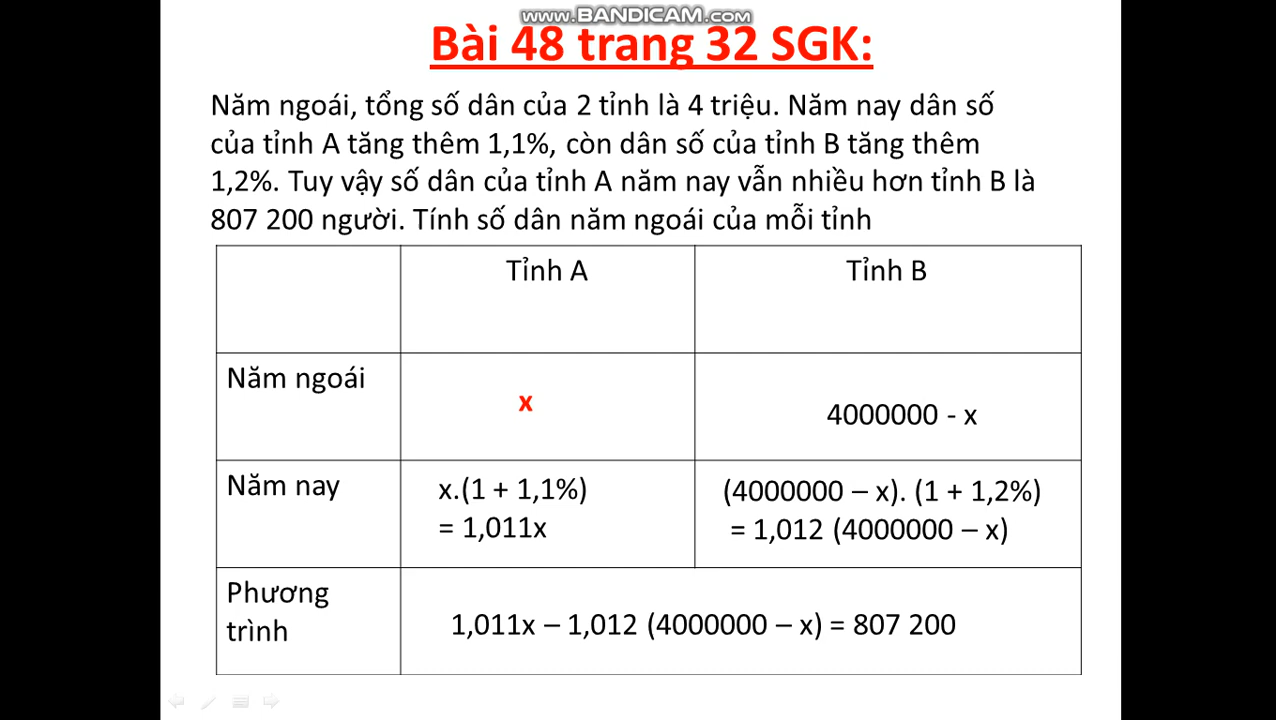 www.BANDICAM.com
Bài 48 trang 32 SGK:
Năm ngoái, tổng số dân của 2 tỉnh là 4 triệu. Năm nay dân số
của tỉnh A tăng thêm 1,1%, còn dân số của tỉnh B tăng thêm
1,2%. Tuy vậy số dân của tỉnh A năm nay vẫn nhiều hơn tỉnh B là
807 200 người. Tính số dân năm ngoái của mỗi tỉnh
Tỉnh A Tỉnh B
Năm ngoái
x
4000000 - x
Năm nay x.(1 + 1,1%) (4000000 – x). (1 + 1,2%)
= 1,011x = 1,012 (4000000 – x)
Phương
trình
1,011x – 1,012 (4000000 – x) = 807 200